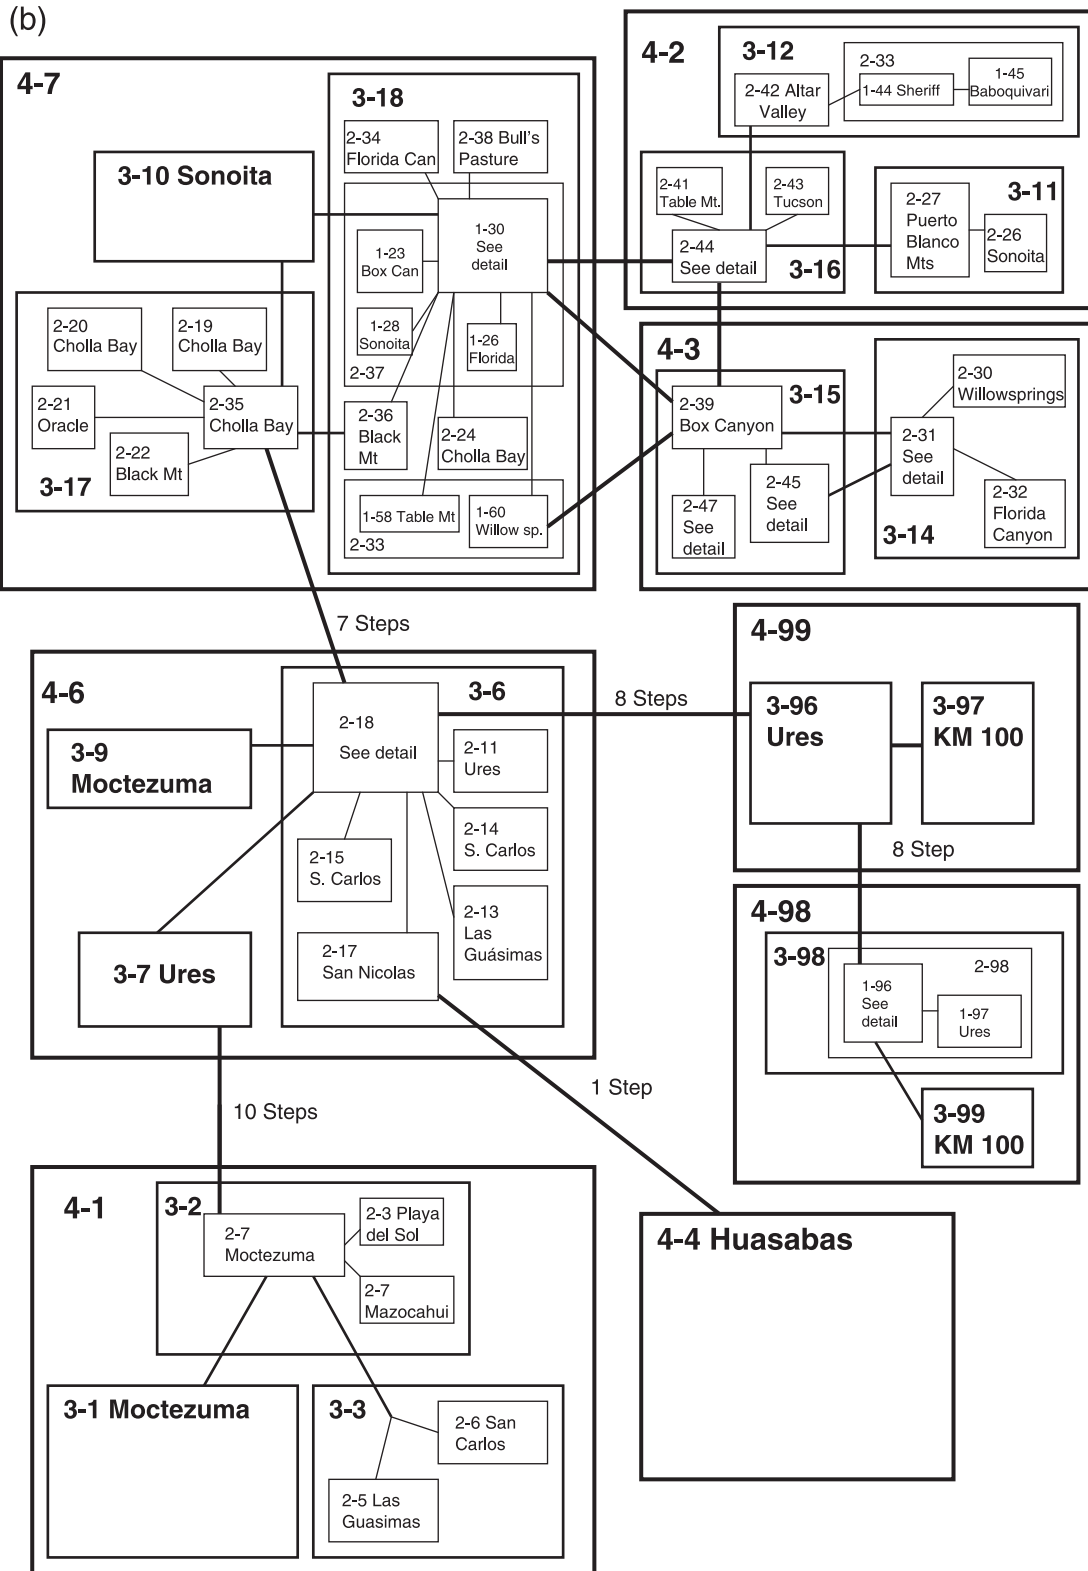 (b)
4-7
3-18
2-34
Florida Can
2-38 Bull's
Pasture
3-10 Sonoita
1-30
See
detail
1-23
Box Can
1-28
Sonoita
1-26
Florida
2-37
2-20
Cholla Bay
2-19
Cholla Bay
2-21
Oracle
2-35
Cholla Bay
2-22
Black Mt
3-17
2-36
Black
Mt
2-24
Cholla Bay
1-58 Table Mt
1-60
Willow sp.
2-33
4-2
3-12
2-33
2-42 Altar
Valley
1-44 Sheriff
1-45
Baboquivari
2-41
Table Mt.
2-43
Tucson
2-44
See detail
3-16
2-27
Puerto
Blanco
Mts
3-11
2-26
Sonoita
4-3
3-15
2-39
Box Canyon
2-47
See
detail
2-45
See
detail
2-30
Willowsprings
2-31
See
detail
2-32
Florida
Canyon
3-14
7 Steps
4-6
3-6
2-18
See detail
3-9
Moctezuma
2-11
Ures
2-14
S. Carlos
2-15
S. Carlos
2-13
Las
Guásimas
2-17
San Nicolas
3-7 Ures
8 Steps
4-99
3-96
Ures
3-97
KM 100
8 Step
4-98
3-98
2-98
1-96
See
detail
1-97
Ures
3-99
KM 100
1 Step
10 Steps
4-1
3-2
2-7
Moctezuma
2-3 Playa
del Sol
2-7
Mazocahui
3-1 Moctezuma
3-3
2-6 San
Carlos
2-5 Las
Guasimas
4-4 Huasabas